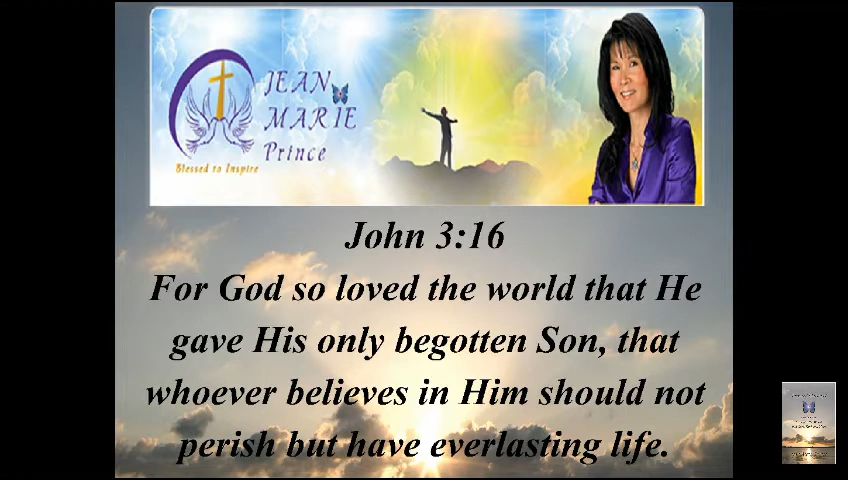 JEAN
MARIE
Prince
Blessed to Inspire
John 3:16
For God so loved the world that He
gave His only begotten Son, that
whoever believes in Him should not
perish but have everlasting life.